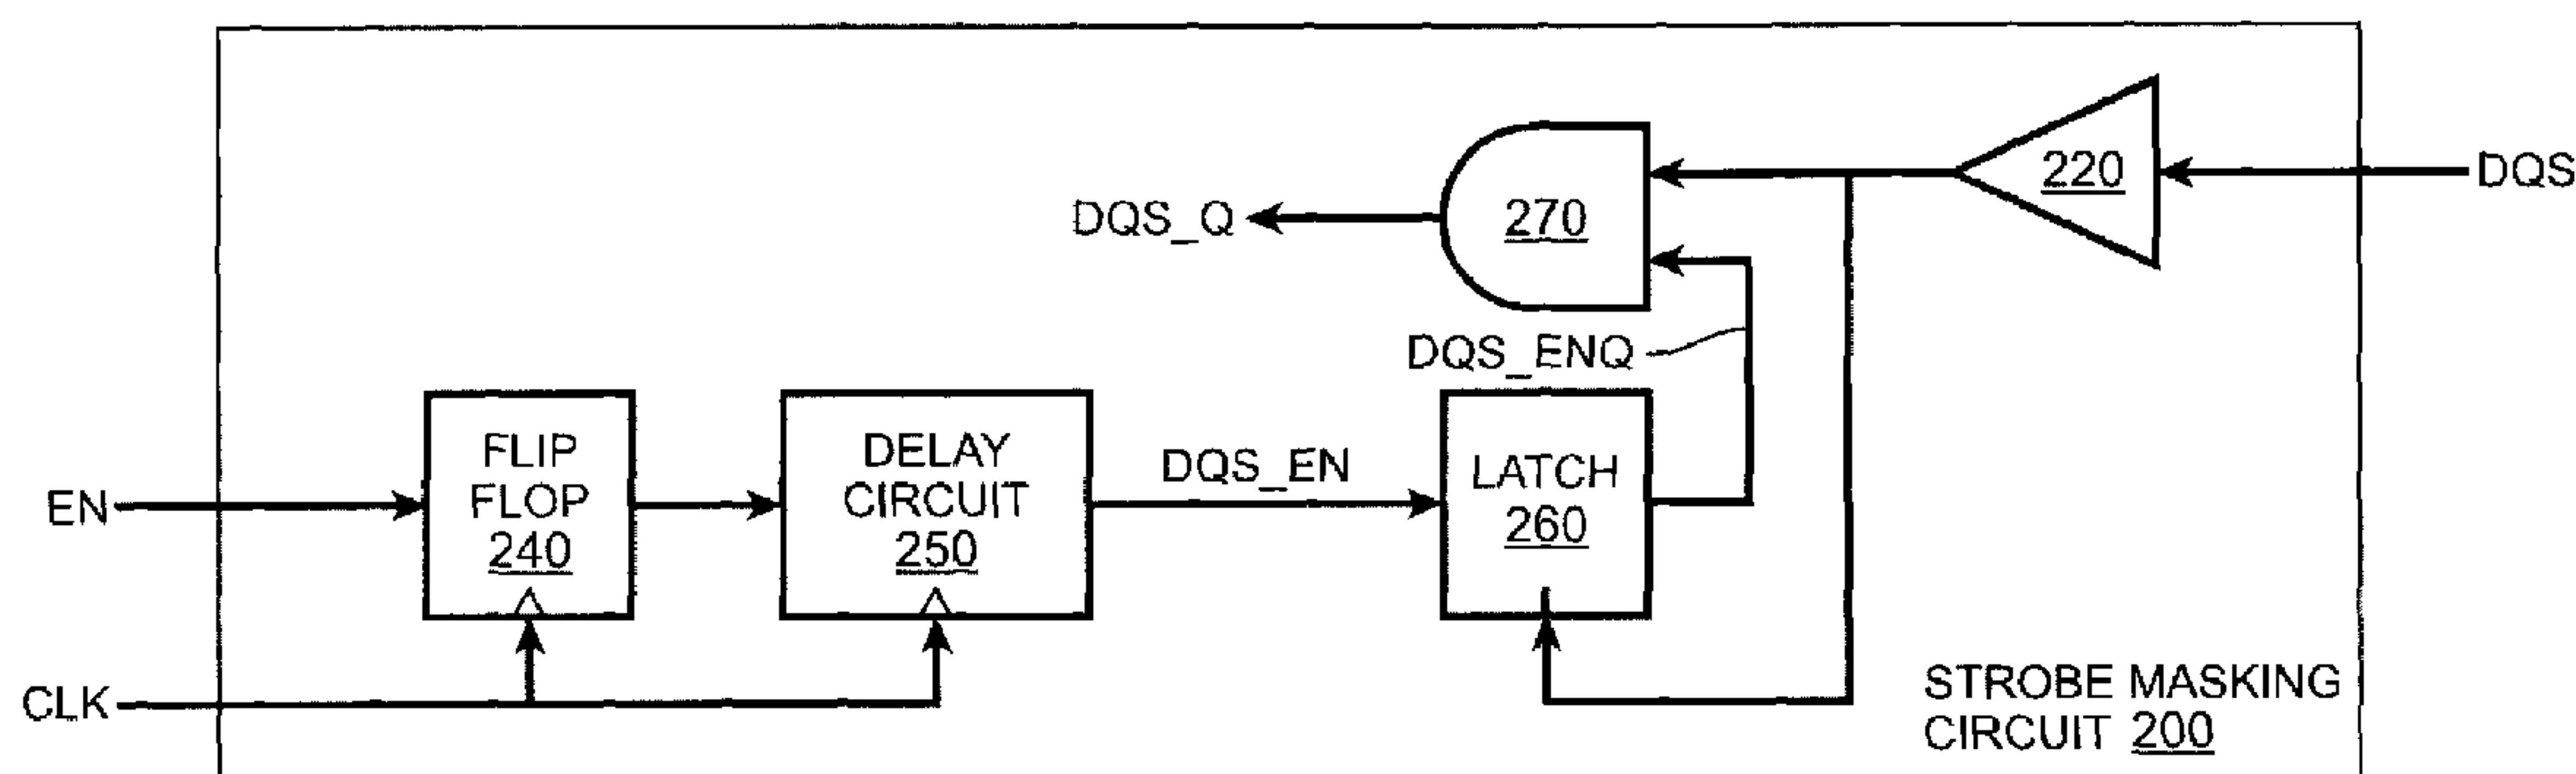 220
DQS
DQS_Q
270
DQS_ENQ
FLIP
FLOP
240
DELAY
CIRCUIT
250
DQS_EN
LATCH
260
EN
CLK
STROBE MASKING
CIRCUIT 200